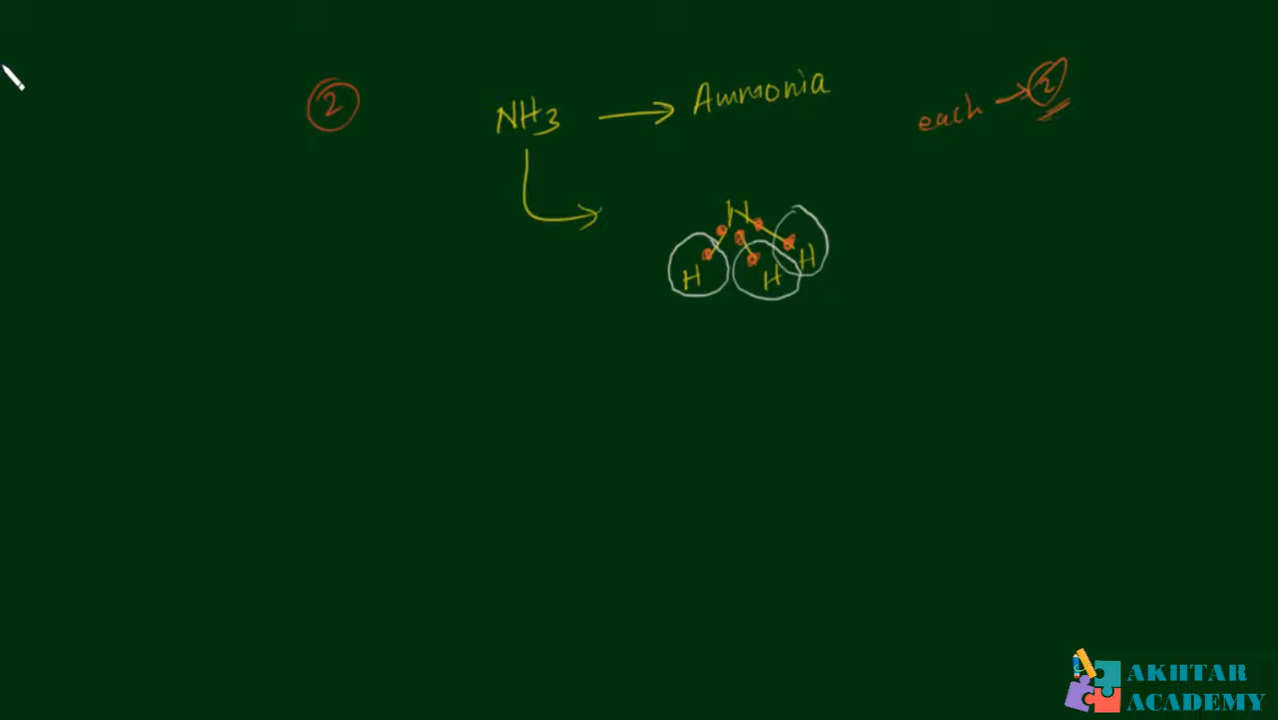 2
NH3 → Ammonia
each → 2
N
H H H
AKHTAR
ACADEMY